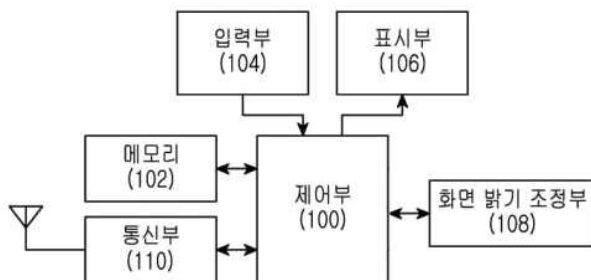 입력부
(104)
표시부
(106)
메모리
(102)
제어부
(100)
화면 밝기 조정부
(108)
통신부
(110)